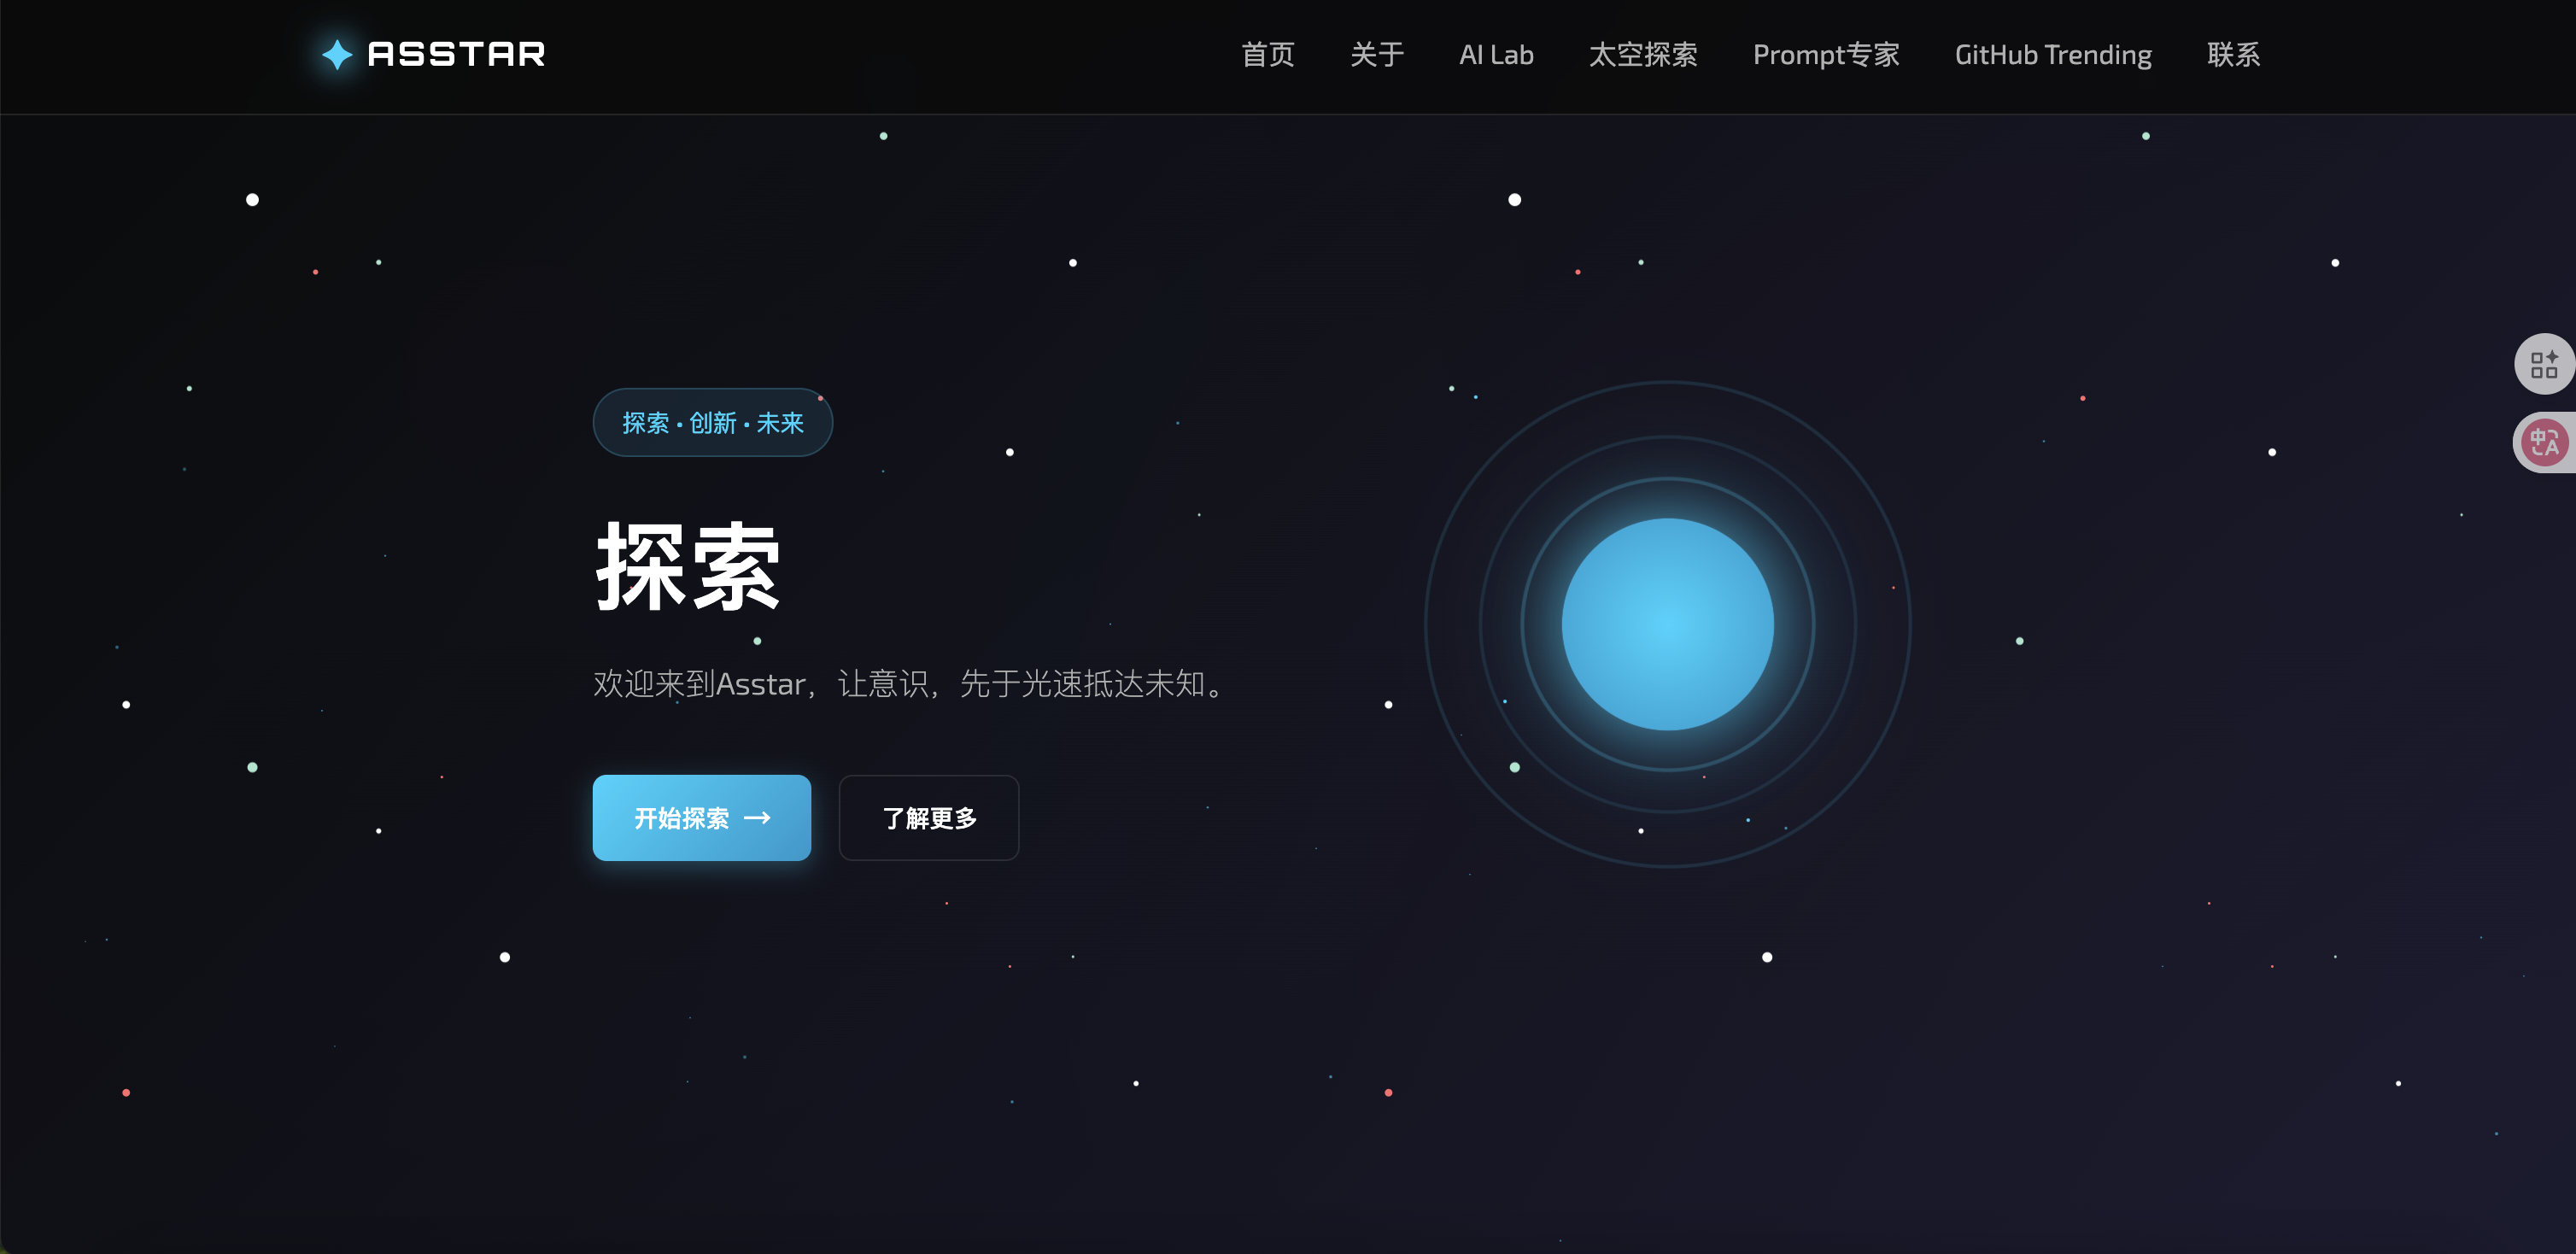 ASSTAR
首页 关于 AI Lab 太空探索 Prompt专家 GitHub Trending 联系
探索·创新·未来
探索
欢迎来到Asstar，让意识，先于光速抵达未知。
开始探索 → 了解更多
中A